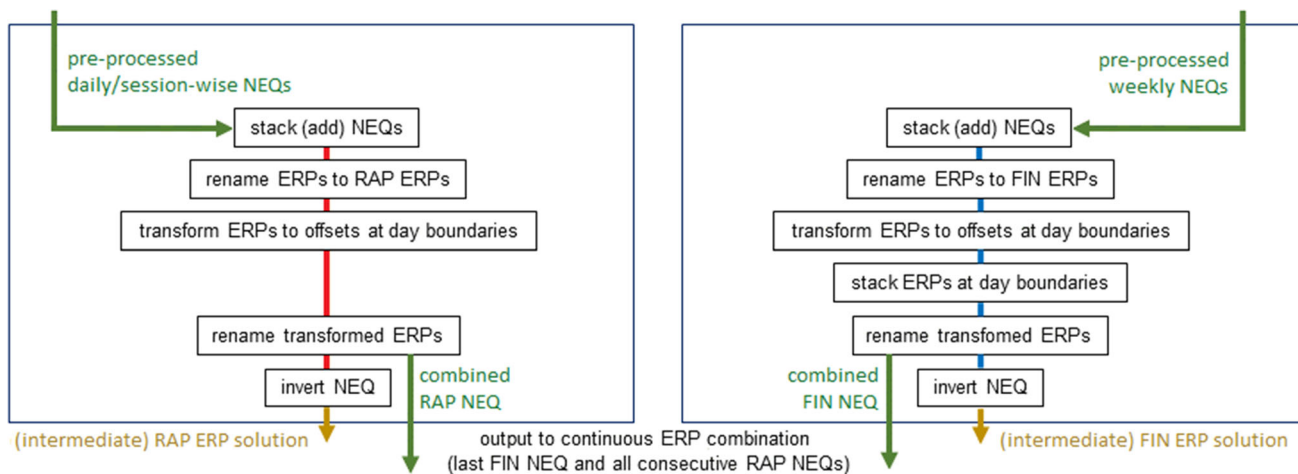 pre-processed
daily/session-wise NEQs
stack (add) NEQs
rename ERPs to RAP ERPs
transform ERPs to offsets at day boundaries
rename transformed ERPs
invert NEQ
combined
RAP NEQ
(intermediate) RAP ERP solution
pre-processed
weekly NEQs
stack (add) NEQs
rename ERPs to FIN ERPs
transform ERPs to offsets at day boundaries
stack ERPs at day boundaries
rename transfomed ERPs
invert NEQ
combined
FIN NEQ
(intermediate) FIN ERP solution
output to continuous ERP combination
(last FIN NEQ and all consecutive RAP NEQs)